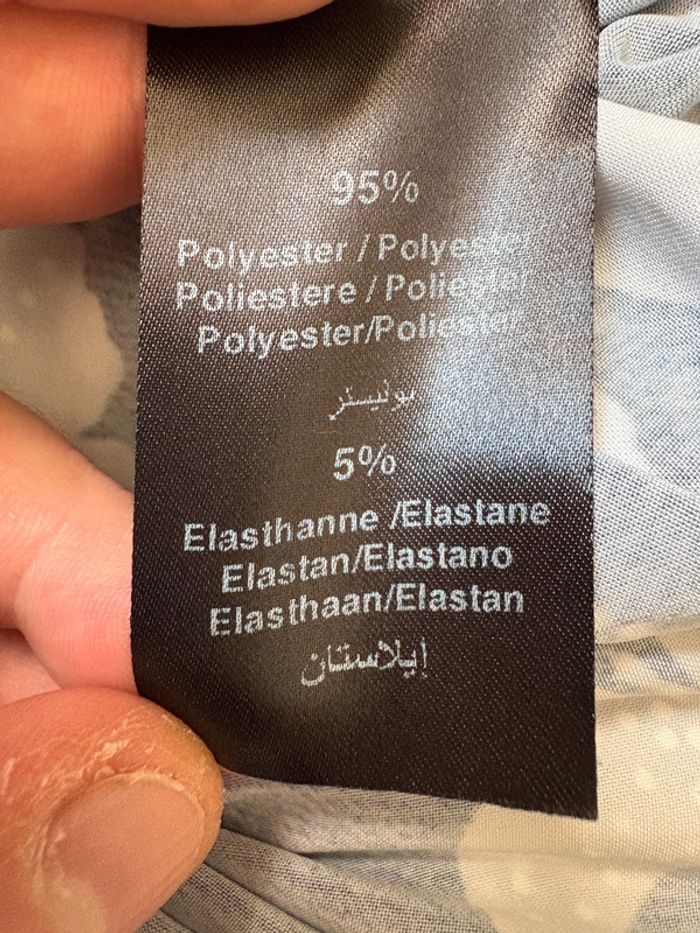 95%
Polyester / Polyester
Poliestere / Poliester
Polyester/Poliester
بوليستر
5%
Elasthanne /Elastane
Elastan/Elastano
Elasthaan/Elastan
إيلاستان